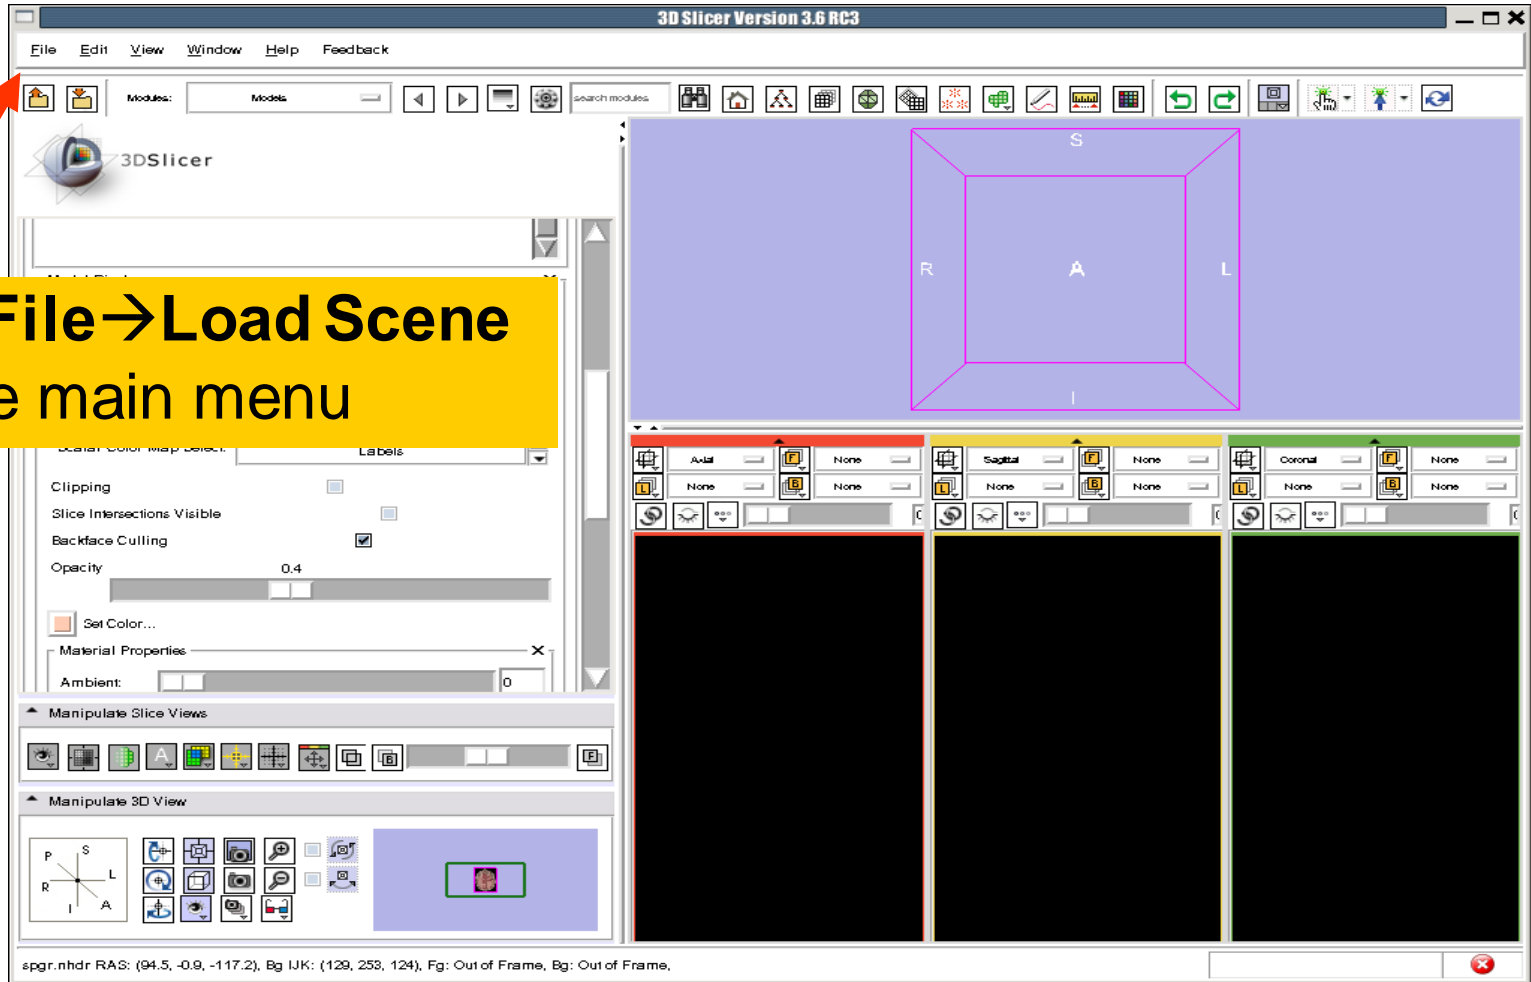 3D Slicer Version 3.6 RC3
File Edit View Window Help Feedback
Modules: Models search modules
3DSlicer
File→Load Scene
e main menu
Scalar Color Map Select: Labels
Clipping
Slice Intersections Visible
Backface Culling
Opacity 0.4
Set Color...
Material Properties
Ambient: 0
Manipulate Slice Views
A B F
Manipulate 3D View
P S
R L
I A
S
R A L
I
Axial F None
L None B None
Sagittal F None
L None B None
Coronal F None
L None B None
spgr.nhdr RAS: (94.5, -0.9, -117.2), Bg IJK: (129, 253, 124), Fg: Out of Frame, Bg: Out of Frame,